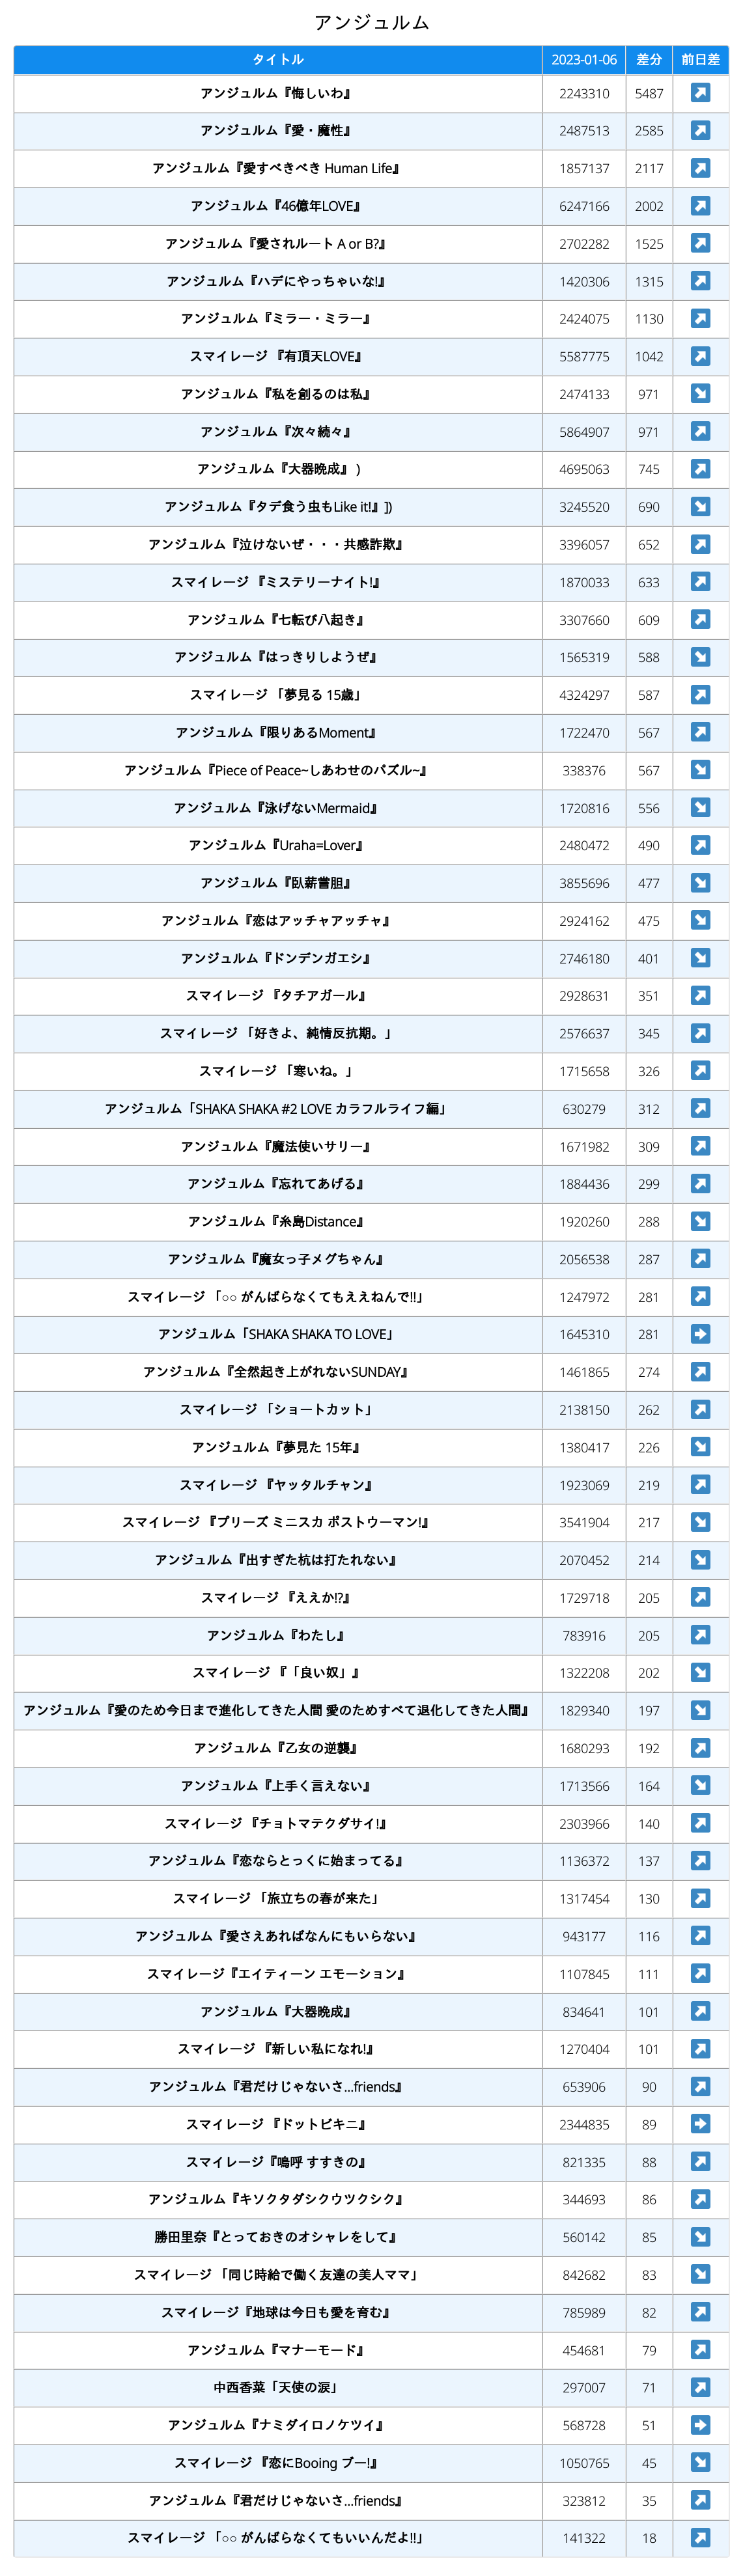 アンジュルム
タイトル 2023-01-06 差分 前日差
アンジュルム『悔しいわ』 2243310 5487 ↗
アンジュルム『愛・魔性』 2487513 2585 ↗
アンジュルム『愛すべきべき Human Life』 1857137 2117 ↗
アンジュルム『46億年LOVE』 6247166 2002 ↗
アンジュルム『愛されルート A or B?』 2702282 1525 ↗
アンジュルム『ハデにやっちゃいな!』 1420306 1315 ↗
アンジュルム『ミラー・ミラー』 2424075 1130 ↗
スマイレージ 『有頂天LOVE』 5587775 1042 ↗
アンジュルム『私を創るのは私』 2474133 971 ↘
アンジュルム『次々続々』 5864907 971 ↗
アンジュルム『大器晩成』 ) 4695063 745 ↗
アンジュルム『タデ食う虫もLike it!』]) 3245520 690 ↘
アンジュルム『泣けないぜ・・・共感詐欺』 3396057 652 ↗
スマイレージ 『ミステリーナイト!』 1870033 633 ↗
アンジュルム『七転び八起き』 3307660 609 ↗
アンジュルム『はっきりしようぜ』 1565319 588 ↘
スマイレージ 「夢見る 15歳」 4324297 587 ↗
アンジュルム『限りあるMoment』 1722470 567 ↗
アンジュルム『Piece of Peace~しあわせのパズル~』 338376 567 ↘
アンジュルム『泳げないMermaid』 1720816 556 ↘
アンジュルム『Uraha=Lover』 2480472 490 ↗
アンジュルム『臥薪嘗胆』 3855696 477 ↘
アンジュルム『恋はアッチャアッチャ』 2924162 475 ↘
アンジュルム『ドンデンガエシ』 2746180 401 ↘
スマイレージ 『タチアガール』 2928631 351 ↗
スマイレージ 「好きよ、純情反抗期。」 2576637 345 ↗
スマイレージ 「寒いね。」 1715658 326 ↗
アンジュルム「SHAKA SHAKA #2 LOVE カラフルライフ編」 630279 312 ↗
アンジュルム『魔法使いサリー』 1671982 309 ↗
アンジュルム『忘れてあげる』 1884436 299 ↗
アンジュルム『糸島Distance』 1920260 288 ↘
アンジュルム『魔女っ子メグちゃん』 2056538 287 ↗
スマイレージ 「○○ がんばらなくてもええねんで!!」 1247972 281 ↗
アンジュルム「SHAKA SHAKA TO LOVE」 1645310 281 →
アンジュルム『全然起き上がれないSUNDAY』 1461865 274 ↗
スマイレージ 「ショートカット」 2138150 262 ↗
アンジュルム『夢見た 15年』 1380417 226 ↘
スマイレージ 『ヤッタルチャン』 1923069 219 ↗
スマイレージ 『プリーズ ミニスカ ポストウーマン!』 3541904 217 ↘
アンジュルム『出すぎた杭は打たれない』 2070452 214 ↘
スマイレージ 『ええか!?』 1729718 205 ↗
アンジュルム『わたし』 783916 205 ↗
スマイレージ 『「良い奴」』 1322208 202 ↘
アンジュルム『愛のため今日まで進化してきた人間 愛のためすべて退化してきた人間』 1829340 197 ↘
アンジュルム『乙女の逆襲』 1680293 192 ↗
アンジュルム『上手く言えない』 1713566 164 ↘
スマイレージ 『チョトマテクダサイ!』 2303966 140 ↗
アンジュルム『恋ならとっくに始まってる』 1136372 137 ↗
スマイレージ 「旅立ちの春が来た」 1317454 130 ↗
アンジュルム『愛さえあればなんにもいらない』 943177 116 ↗
スマイレージ『エイティーン エモーション』 1107845 111 ↗
アンジュルム『大器晩成』 834641 101 ↗
スマイレージ 『新しい私になれ!』 1270404 101 ↗
アンジュルム『君だけじゃないさ...friends』 653906 90 ↗
スマイレージ 『ドットビキニ』 2344835 89 →
スマイレージ『嗚呼 すすきの』 821335 88 ↗
アンジュルム『キソクタダシクウツクシク』 344693 86 ↗
勝田里奈『とっておきのオシャレをして』 560142 85 ↘
スマイレージ 「同じ時給で働く友達の美人ママ」 842682 83 ↘
スマイレージ『地球は今日も愛を育む』 785989 82 ↗
アンジュルム『マナーモード』 454681 79 ↗
中西香菜「天使の涙」 297007 71 ↗
アンジュルム『ナミダイロノケツイ』 568728 51 →
スマイレージ 『恋にBooing ブー!』 1050765 45 ↘
アンジュルム『君だけじゃないさ...friends』 323812 35 ↗
スマイレージ 「○○ がんばらなくてもいいんだよ!!」 141322 18 ↗